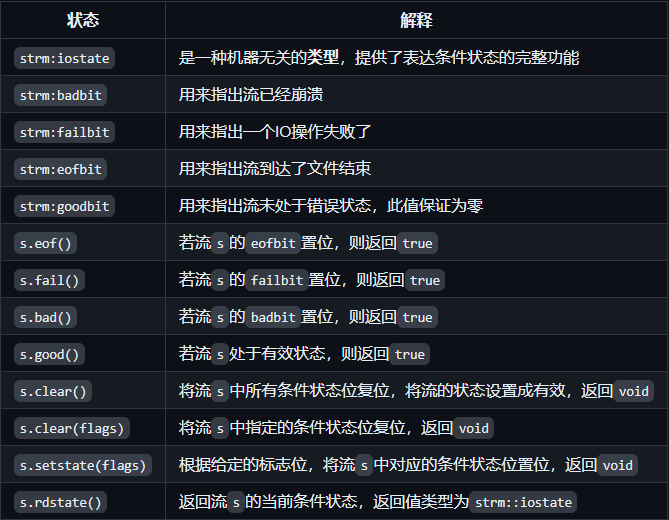 状态 解释
strm:iostate 是一种机器无关的类型，提供了表达条件状态的完整功能
strm:badbit 用来指出流已经崩溃
strm:failbit 用来指出一个IO操作失败了
strm:eofbit 用来指出流到达了文件结束
strm:goodbit 用来指出流未处于错误状态，此值保证为零
s.eof() 若流 s 的 eofbit 置位，则返回 true
s.fail() 若流 s 的 failbit 置位，则返回 true
s.bad() 若流 s 的 badbit 置位，则返回 true
s.good() 若流 s 处于有效状态，则返回 true
s.clear() 将流 s 中所有条件状态位复位，将流的状态设置成有效，返回 void
s.clear(flags) 将流 s 中指定的条件状态位复位，返回 void
s.setstate(flags) 根据给定的标志位，将流 s 中对应的条件状态位置位，返回 void
s.rdstate() 返回流 s 的当前条件状态，返回值类型为 strm::iostate